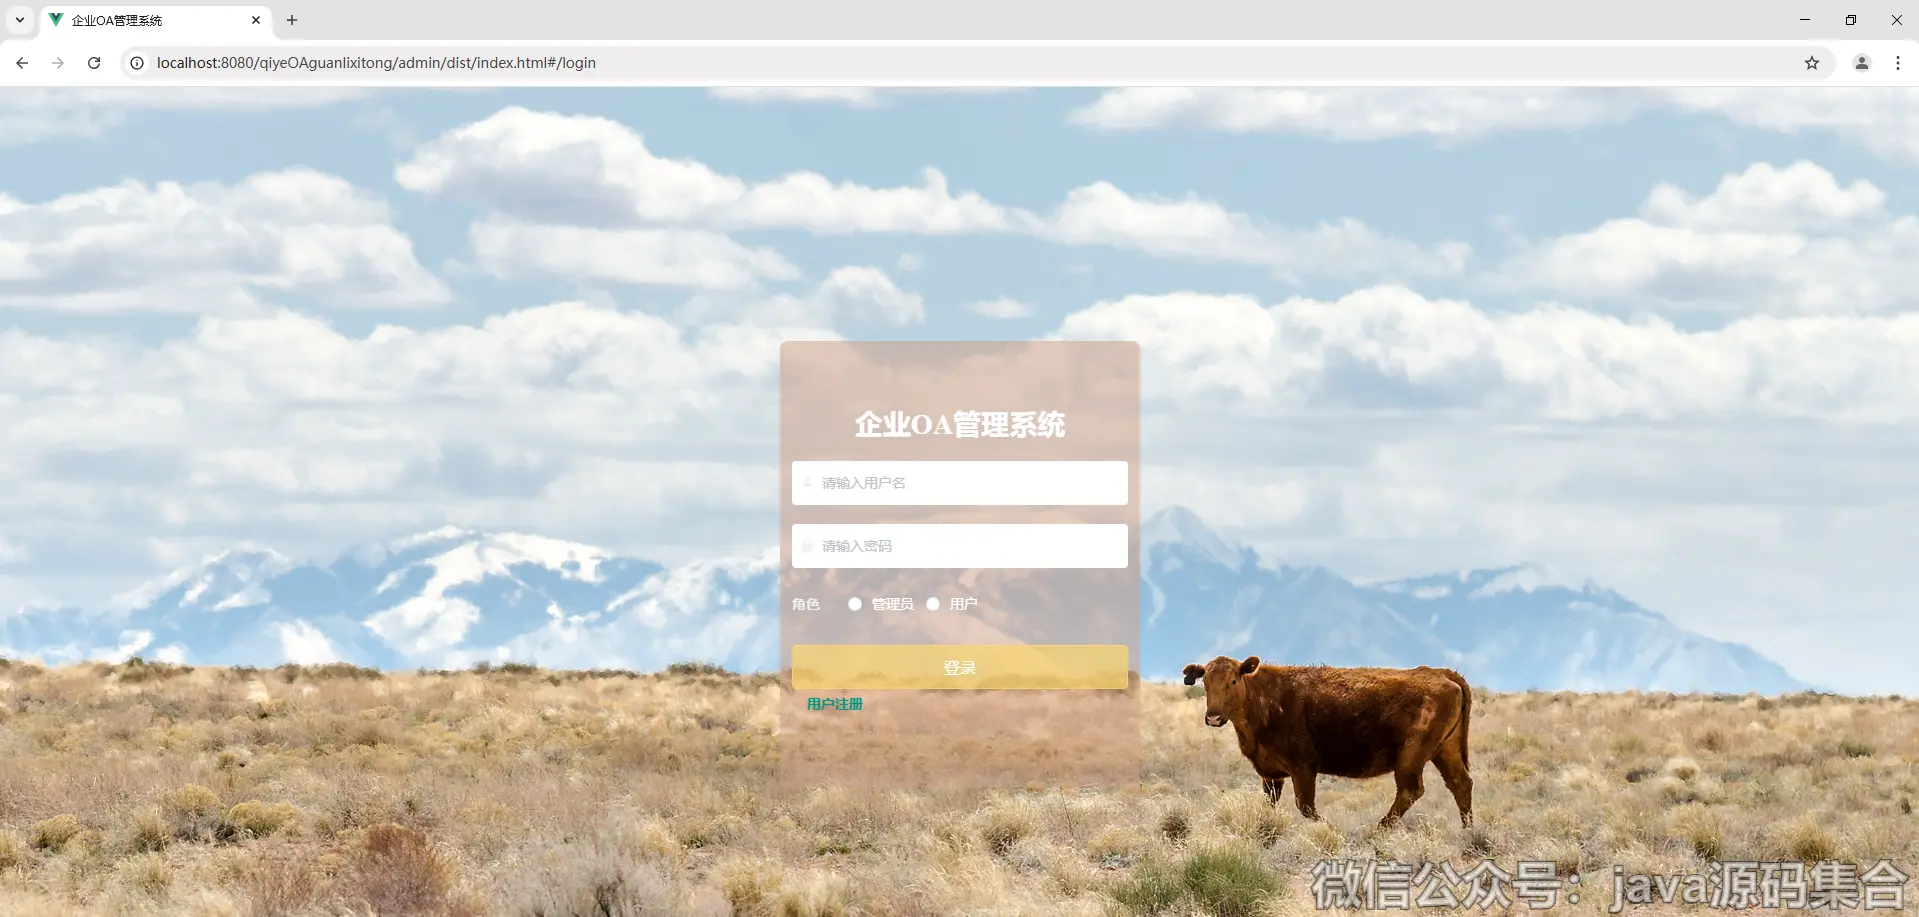 企业OA管理系统
localhost:8080/qiyeOAguanlixitong/admin/dist/index.html#/login
企业OA管理系统
请输入用户名
请输入密码
角色 管理员 用户
登录
用户注册
微信公众号：java源码集合